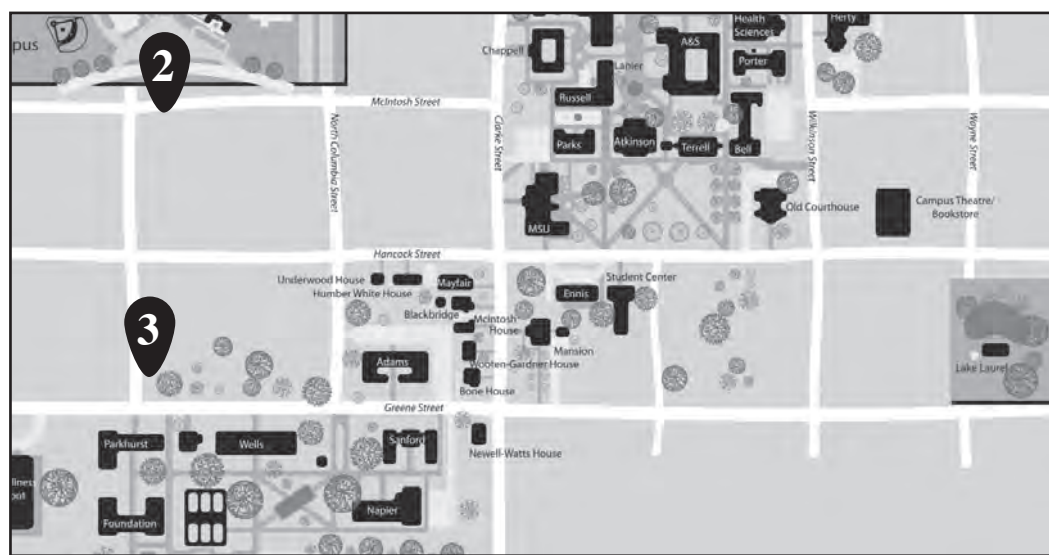 pus
2
Chappell
Lanier
A&S
Health
Sciences
Herty
Porter
McIntosh Street
Russell
Parks
Atkinson
Terrell
Bell
North Columbia Street
Clarke Street
Wilkinson Street
Wayne Street
MSU
Old Courthouse
Campus Theatre/
Bookstore
Hancock Street
Underwood House
Humber White House
Mayfair
Blackbridge
McIntosh
House
Ennis
Student Center
Mansion
3
Adams
Wooten-Gardner House
Bone House
Lake Laurel
Greene Street
Parkhurst
Wells
Sanford
Newell-Watts House
llness
pot
Foundation
Napier